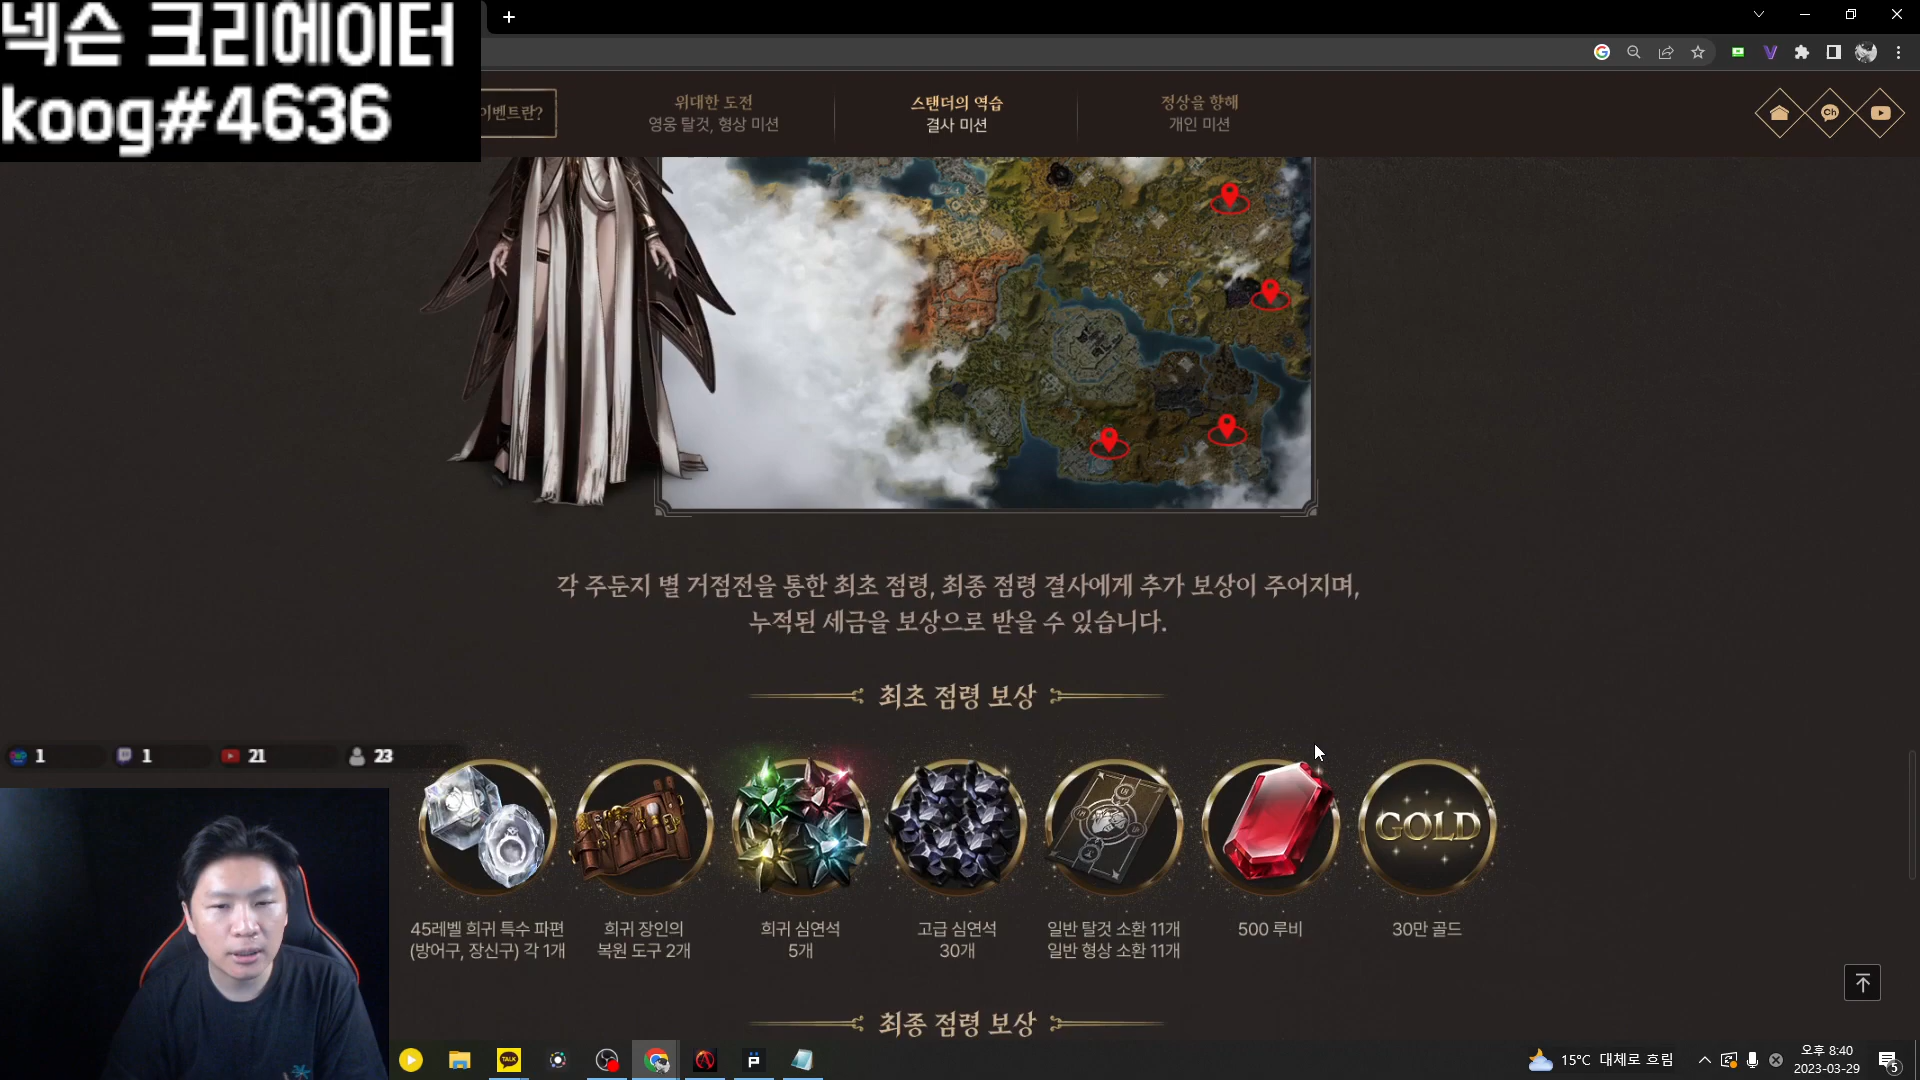 넥슨 크리에이터
koog#4636
이벤트란?
위대한 도전
영웅 탈것, 형상 미션
스탠더의 역습
결사 미션
정상을 향해
개인 미션
Ch
각 주둔지 별 거점전을 통한 최초 점령, 최종 점령 결사에게 추가 보상이 주어지며,
누적된 세금을 보상으로 받을 수 있습니다.
최초 점령 보상
1
1
21
23
GOLD
45레벨 희귀 특수 파편
(방어구, 장신구) 각 1개
희귀 장인의
복원 도구 2개
희귀 심연석
5개
고급 심연석
30개
일반 탈것 소환 11개
일반 형상 소환 11개
500 루비
30만 골드
최종 점령 보상
TALK
15°C 대체로 흐림
오후 8:40
2023-03-29
5